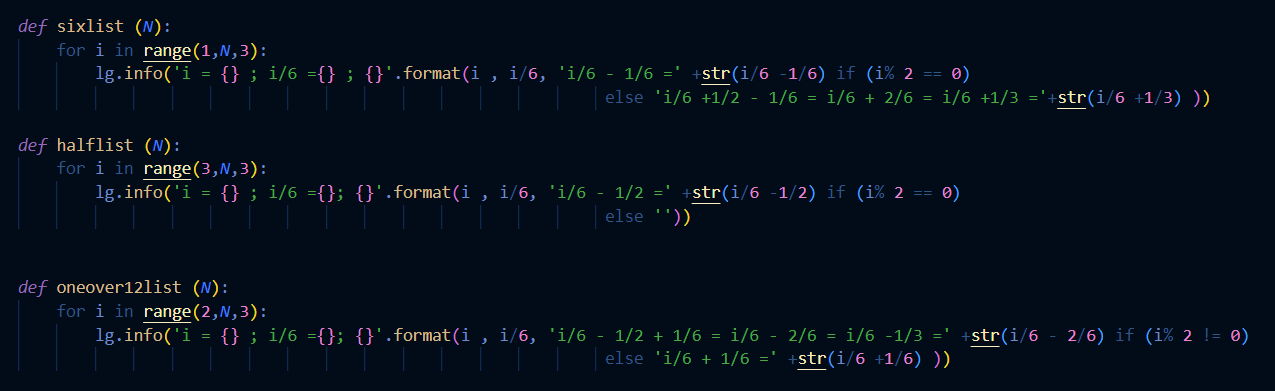 def sixlist (N):
for i in range(1,N,3):
lg.info('i = {} ; i/6 ={} ; {}'.format(i , i/6, 'i/6 - 1/6 =' +str(i/6 -1/6) if (i% 2 == 0)
else 'i/6 +1/2 - 1/6 = i/6 + 2/6 = i/6 +1/3 ='+str(i/6 +1/3) ))
def halflist (N):
for i in range(3,N,3):
lg.info('i = {} ; i/6 ={}; {}'.format(i , i/6, 'i/6 - 1/2 =' +str(i/6 -1/2) if (i% 2 == 0)
else ''))
def oneover12list (N):
for i in range(2,N,3):
lg.info('i = {} ; i/6 ={}; {}'.format(i , i/6, 'i/6 - 1/2 + 1/6 = i/6 - 2/6 = i/6 -1/3 =' +str(i/6 - 2/6) if (i% 2 != 0)
else 'i/6 + 1/6 =' +str(i/6 +1/6) ))